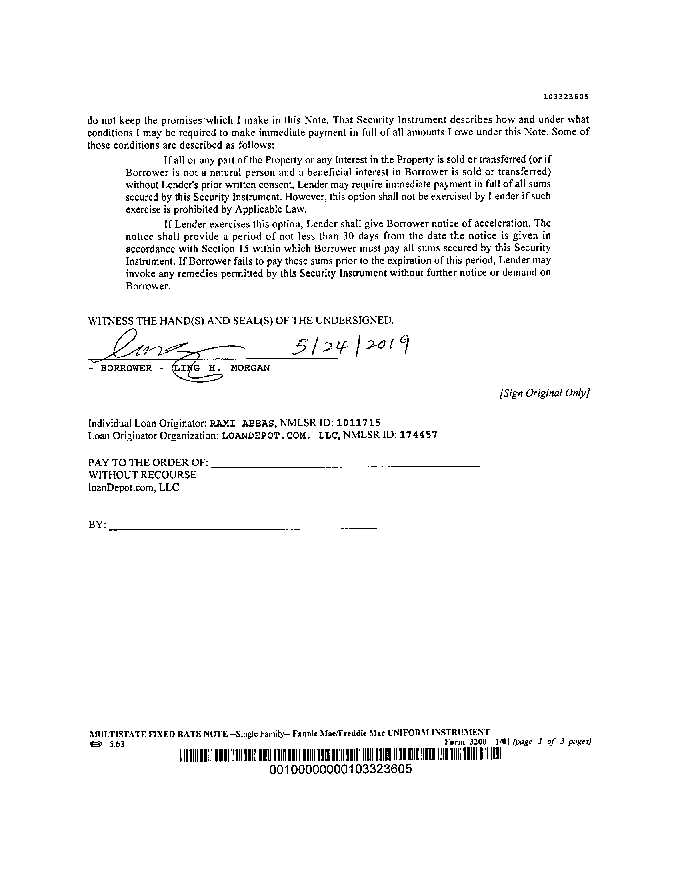 103323605
do not keep the promises which I make in this Note. That Security Instrument describes how and under what
conditions I may be required to make immediate payment in full of all amounts I owe under this Note. Some of
those conditions are described as follows:
If all or any part of the Property or any Interest in the Property is sold or transferred (or if
Borrower is not a natural person and a beneficial interest in Borrower is sold or transferred)
without Lender's prior written consent, Lender may require immediate payment in full of all sums
secured by this Security Instrument. However, this option shall not be exercised by Lender if such
exercise is prohibited by Applicable Law.
If Lender exercises this option, Lender shall give Borrower notice of acceleration. The
notice shall provide a period of not less than 30 days from the date the notice is given in
accordance with Section 15 within which Borrower must pay all sums secured by this Security
Instrument. If Borrower fails to pay these sums prior to the expiration of this period, Lender may
invoke any remedies permitted by this Security Instrument without further notice or demand on
Borrower.
WITNESS THE HAND(S) AND SEAL(S) OF THE UNDERSIGNED.
5/24/2019
- BORROWER - LING H. MORGAN
[Sign Original Only]
Individual Loan Originator: RAMI ABBAS, NMLSR ID: 1011715
Loan Originator Organization: LOANDEPOT.COM, LLC, NMLSR ID: 174457
PAY TO THE ORDER OF:
WITHOUT RECOURSE
loanDepot.com, LLC
BY:
MULTISTATE FIXED RATE NOTE--Single Family--Fannie Mae/Freddie Mac UNIFORM INSTRUMENT
5.63 Form 3200 1/01 (page 3 of 3 pages)
00100000000103323605